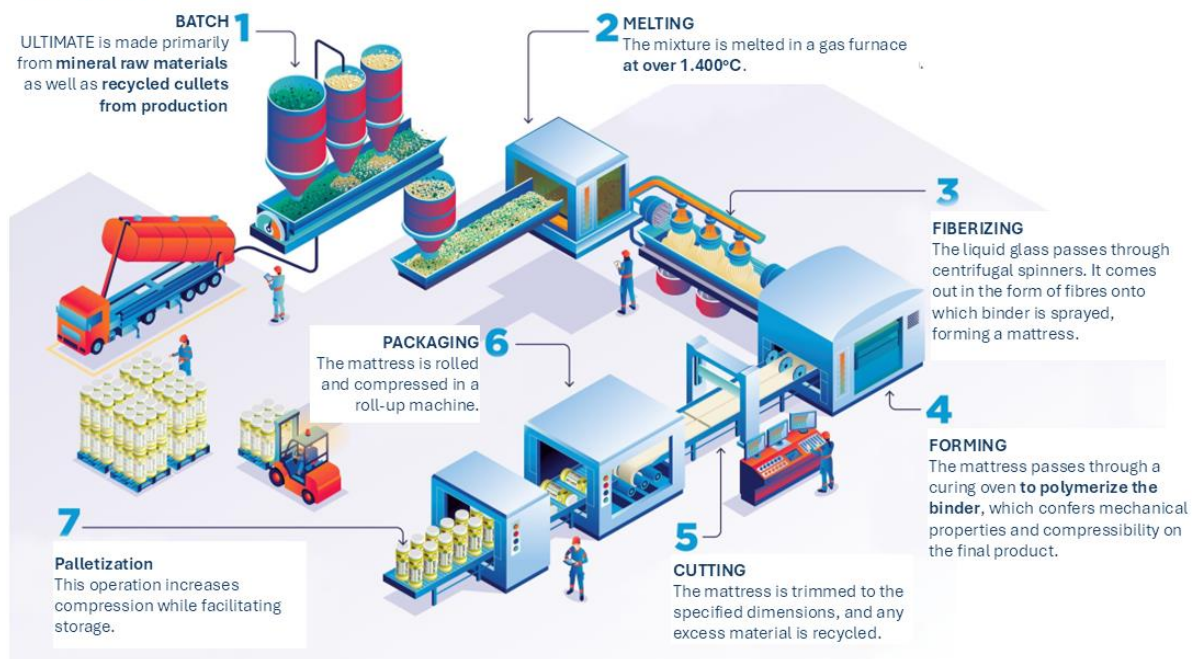 BATCH 1
ULTIMATE is made primarily
from mineral raw materials
as well as recycled cullets
from production
2 MELTING
The mixture is melted in a gas furnace
at over 1.400ºC.
3
FIBERIZING
The liquid glass passes through
centrifugal spinners. It comes
out in the form of fibres onto
which binder is sprayed,
forming a mattress.
4
FORMING
The mattress passes through a
curing oven to polymerize the
binder, which confers mechanical
properties and compressibility on
the final product.
5
CUTTING
The mattress is trimmed to the
specified dimensions, and any
excess material is recycled.
PACKAGING 6
The mattress is rolled
and compressed in a
roll-up machine.
7
Palletization
This operation increases
compression while facilitating
storage.